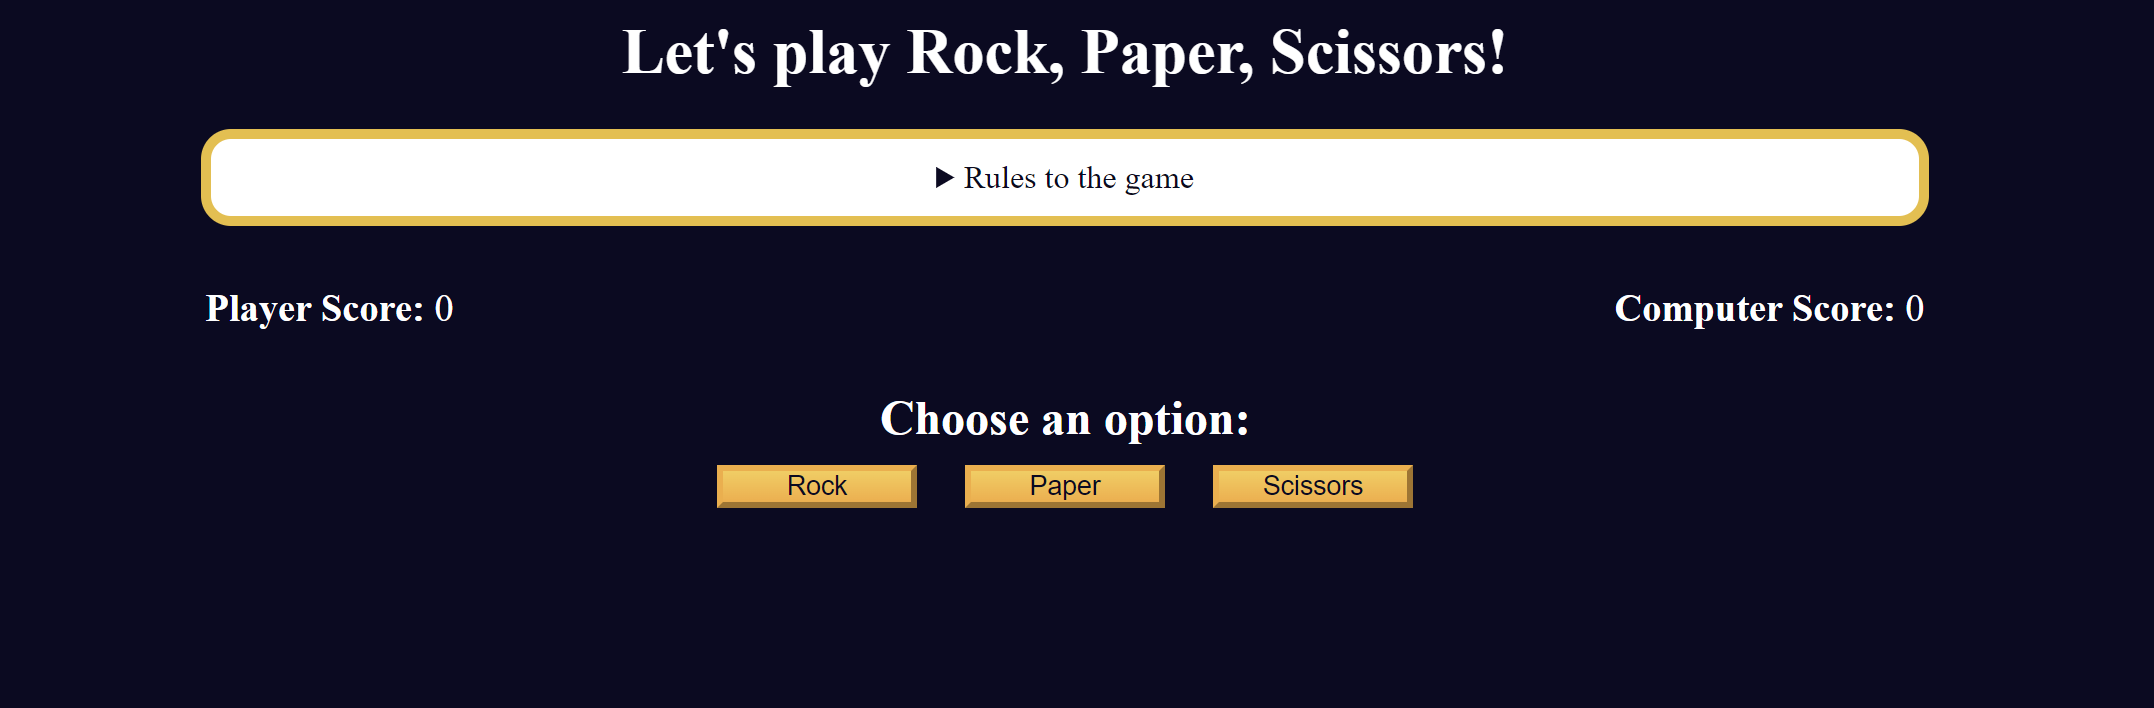 Let's play Rock, Paper, Scissors!
Rules to the game
Player Score: 0
Computer Score: 0
Choose an option:
Rock
Paper
Scissors